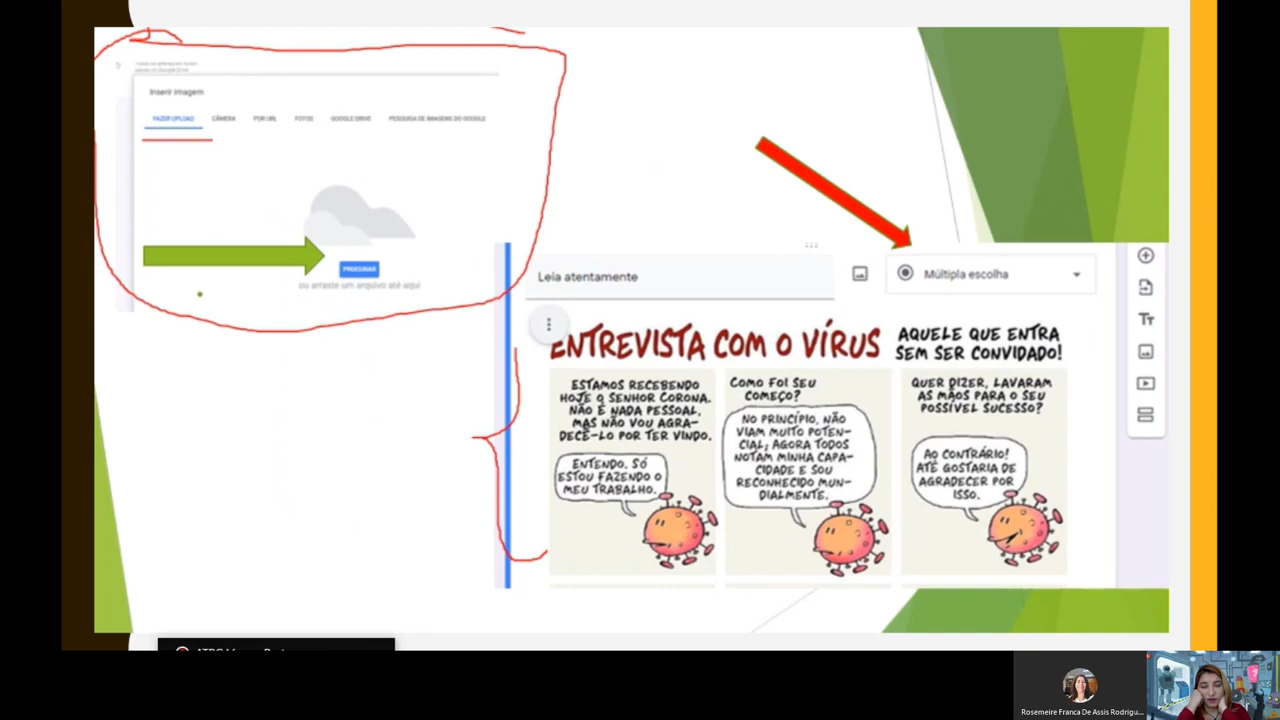 Inserir imagem
FAZER UPLOAD CÂMERA POR URL FOTOS GOOGLE DRIVE PESQUISA DE IMAGENS DO GOOGLE
PROCURAR
ou arraste um arquivo até aqui
Leia atentamente
Múltipla escolha
Tт
ENTREVISTA COM O VÍRUS
AQUELE QUE ENTRA
SEM SER CONVIDADO!
ESTAMOS RECEBENDO
HOJE O SENHOR CORONA.
NÃO É NADA PESSOAL,
MAS NÃO VOU AGRA-
DECÊ-LO POR TER VINDO.
ENTENDO. SÓ
ESTOU FAZENDO O
MEU TRABALHO.
COMO FOI SEU
COMEÇO?
NO PRINCÍPIO, NÃO
VIAM MUITO POTEN-
CIAL; AGORA TODOS
NOTAM MINHA CAPA-
CIDADE E SOU
RECONHECIDO MUN-
DIALMENTE.
QUER DIZER, LAVARAM
AS MÃOS PARA O SEU
POSSÍVEL SUCESSO?
AO CONTRÁRIO!
ATÉ GOSTARIA DE
AGRADECER POR
ISSO.
Rosemeire Franca De Assis Rodrigu...